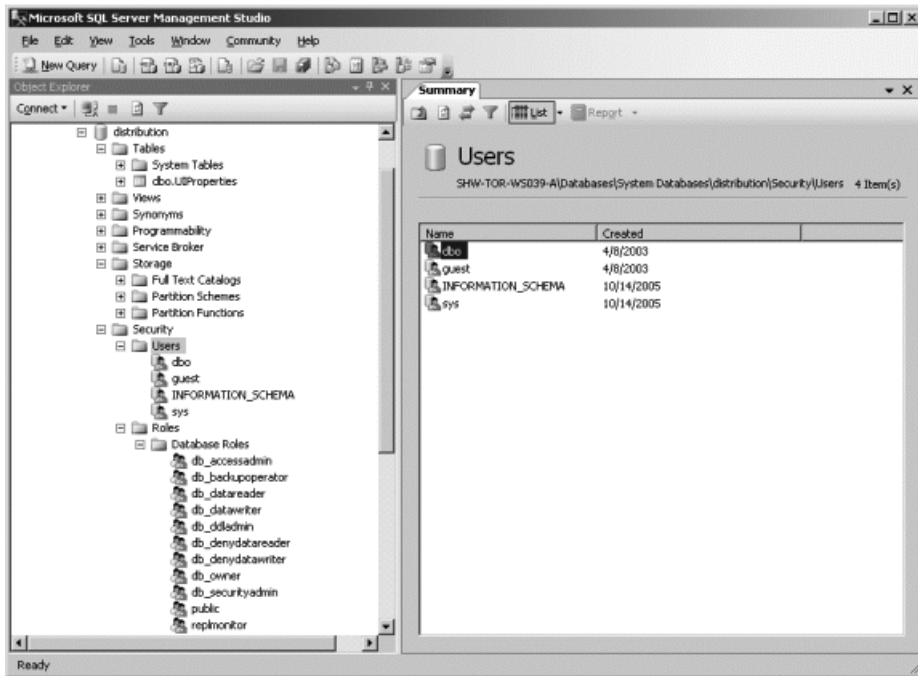 Microsoft SQL Server Management Studio
File Edit View Tools Window Community Help
New Query
Object Explorer
Connect
distribution
Tables
System Tables
dbo.UIProperties
Views
Synonyms
Programmability
Service Broker
Storage
Full Text Catalogs
Partition Schemes
Partition Functions
Security
Users
dbo
guest
INFORMATION_SCHEMA
sys
Roles
Database Roles
db_accessadmin
db_backupoperator
db_datareader
db_datawriter
db_ddladmin
db_denydatareader
db_denydatawriter
db_owner
db_securityadmin
public
replmonitor
Summary
List Report
Users
SHW-TOR-WS039-A\Databases\System Databases\distribution\Security\Users 4 Item(s)
Name Created
dbo 4/8/2003
guest 4/8/2003
INFORMATION_SCHEMA 10/14/2005
sys 10/14/2005
Ready